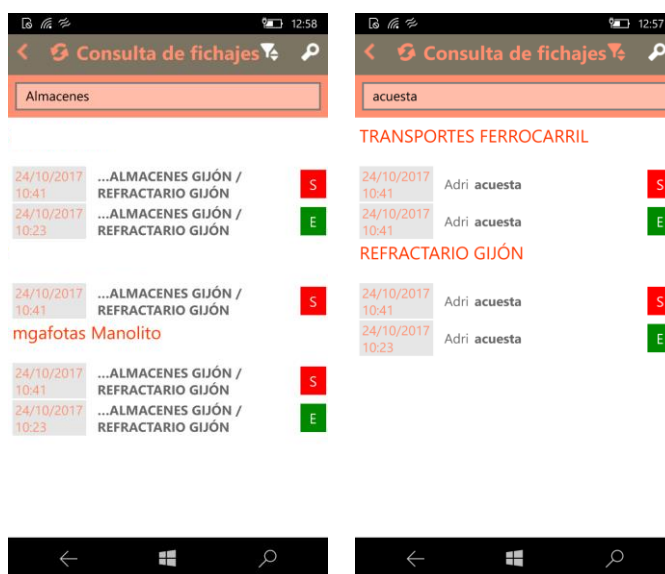 12:58
Consulta de fichajes
Almacenes
24/10/2017 ...ALMACENES GIJÓN /
10:41 REFRACTARIO GIJÓN S
24/10/2017 ...ALMACENES GIJÓN /
10:23 REFRACTARIO GIJÓN E
24/10/2017 ...ALMACENES GIJÓN /
10:41 REFRACTARIO GIJÓN S
mgafotas Manolito
24/10/2017 ...ALMACENES GIJÓN /
10:41 REFRACTARIO GIJÓN S
24/10/2017 ...ALMACENES GIJÓN /
10:23 REFRACTARIO GIJÓN E
12:57
Consulta de fichajes
acuesta
TRANSPORTES FERROCARRIL
24/10/2017
10:41 Adri acuesta S
24/10/2017
10:41 Adri acuesta E
REFRACTARIO GIJÓN
24/10/2017
10:41 Adri acuesta S
24/10/2017
10:23 Adri acuesta E